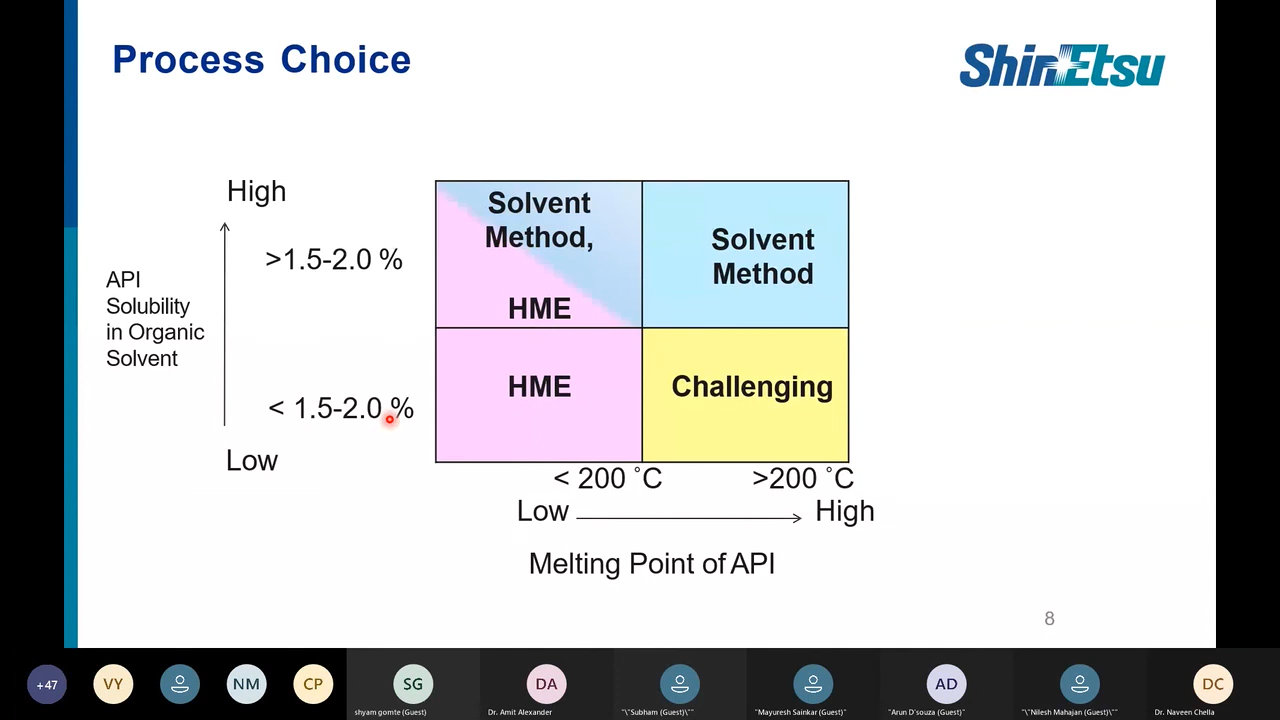 Process Choice
ShinEtsu
High
>1.5-2.0 %
API
Solubility
in Organic
Solvent
< 1.5-2.0 %
Low
Solvent
Method,
HME
Solvent
Method
HME
Challenging
< 200 ˚C
>200 ˚C
Low
High
Melting Point of API
8
+47
VY
NM
CP
SG
shyam gomte (Guest)
DA
Dr. Amit Alexander
"\"Subham (Guest)\""
"Mayuresh Sainkar (Guest)"
AD
"Arun D'souza (Guest)"
"\"Nilesh Mahajan (Guest)\""
DC
Dr. Naveen Chella